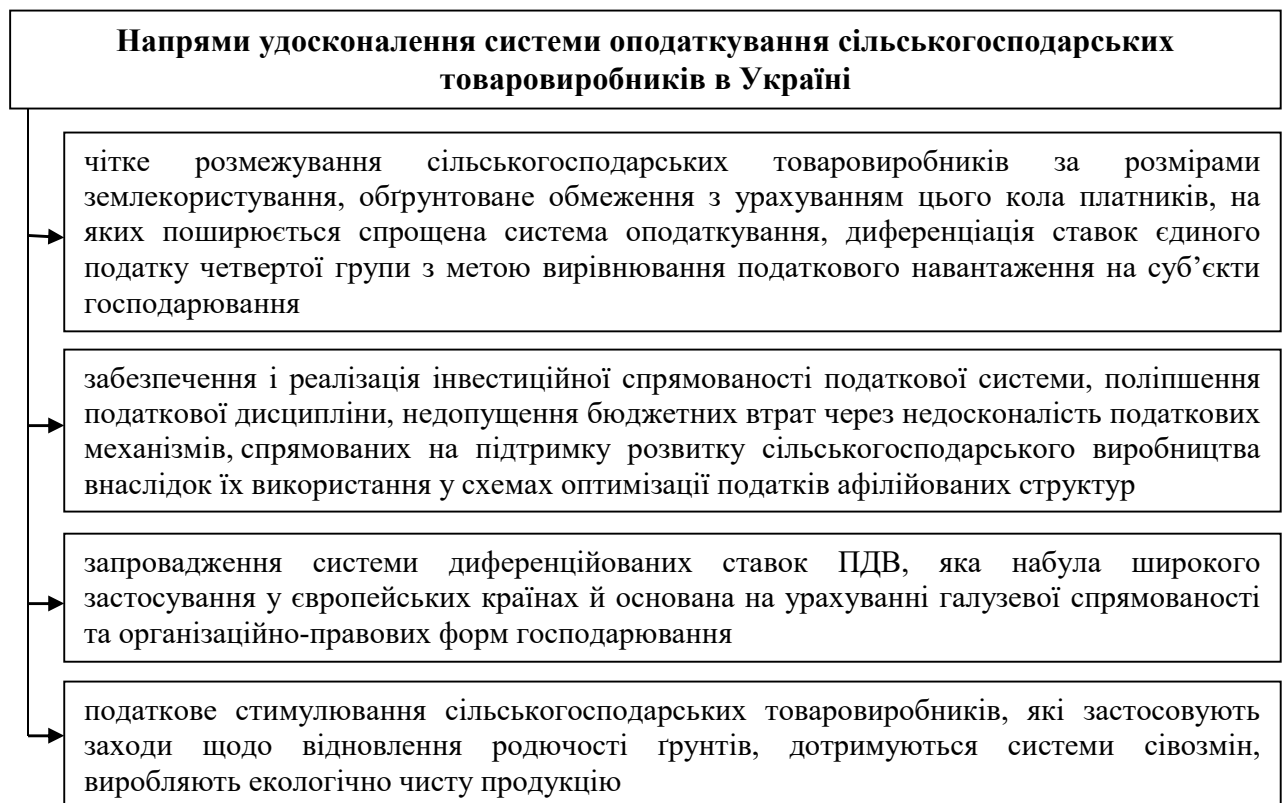 Напрями удосконалення системи оподаткування сільськогосподарських
товаровиробників в Україні
чітке розмежування сільськогосподарських товаровиробників за розмірами
землекористування, обґрунтоване обмеження з урахуванням цього кола платників, на
яких поширюється спрощена система оподаткування, диференціація ставок єдиного
податку четвертої групи з метою вирівнювання податкового навантаження на суб’єкти
господарювання
забезпечення і реалізація інвестиційної спрямованості податкової системи, поліпшення
податкової дисципліни, недопущення бюджетних втрат через недосконалість податкових
механізмів, спрямованих на підтримку розвитку сільськогосподарського виробництва
внаслідок їх використання у схемах оптимізації податків афілійованих структур
запровадження системи диференційованих ставок ПДВ, яка набула широкого
застосування у європейських країнах й основана на урахуванні галузевої спрямованості
та організаційно-правових форм господарювання
податкове стимулювання сільськогосподарських товаровиробників, які застосовують
заходи щодо відновлення родючості ґрунтів, дотримуються системи сівозмін,
виробляють екологічно чисту продукцію